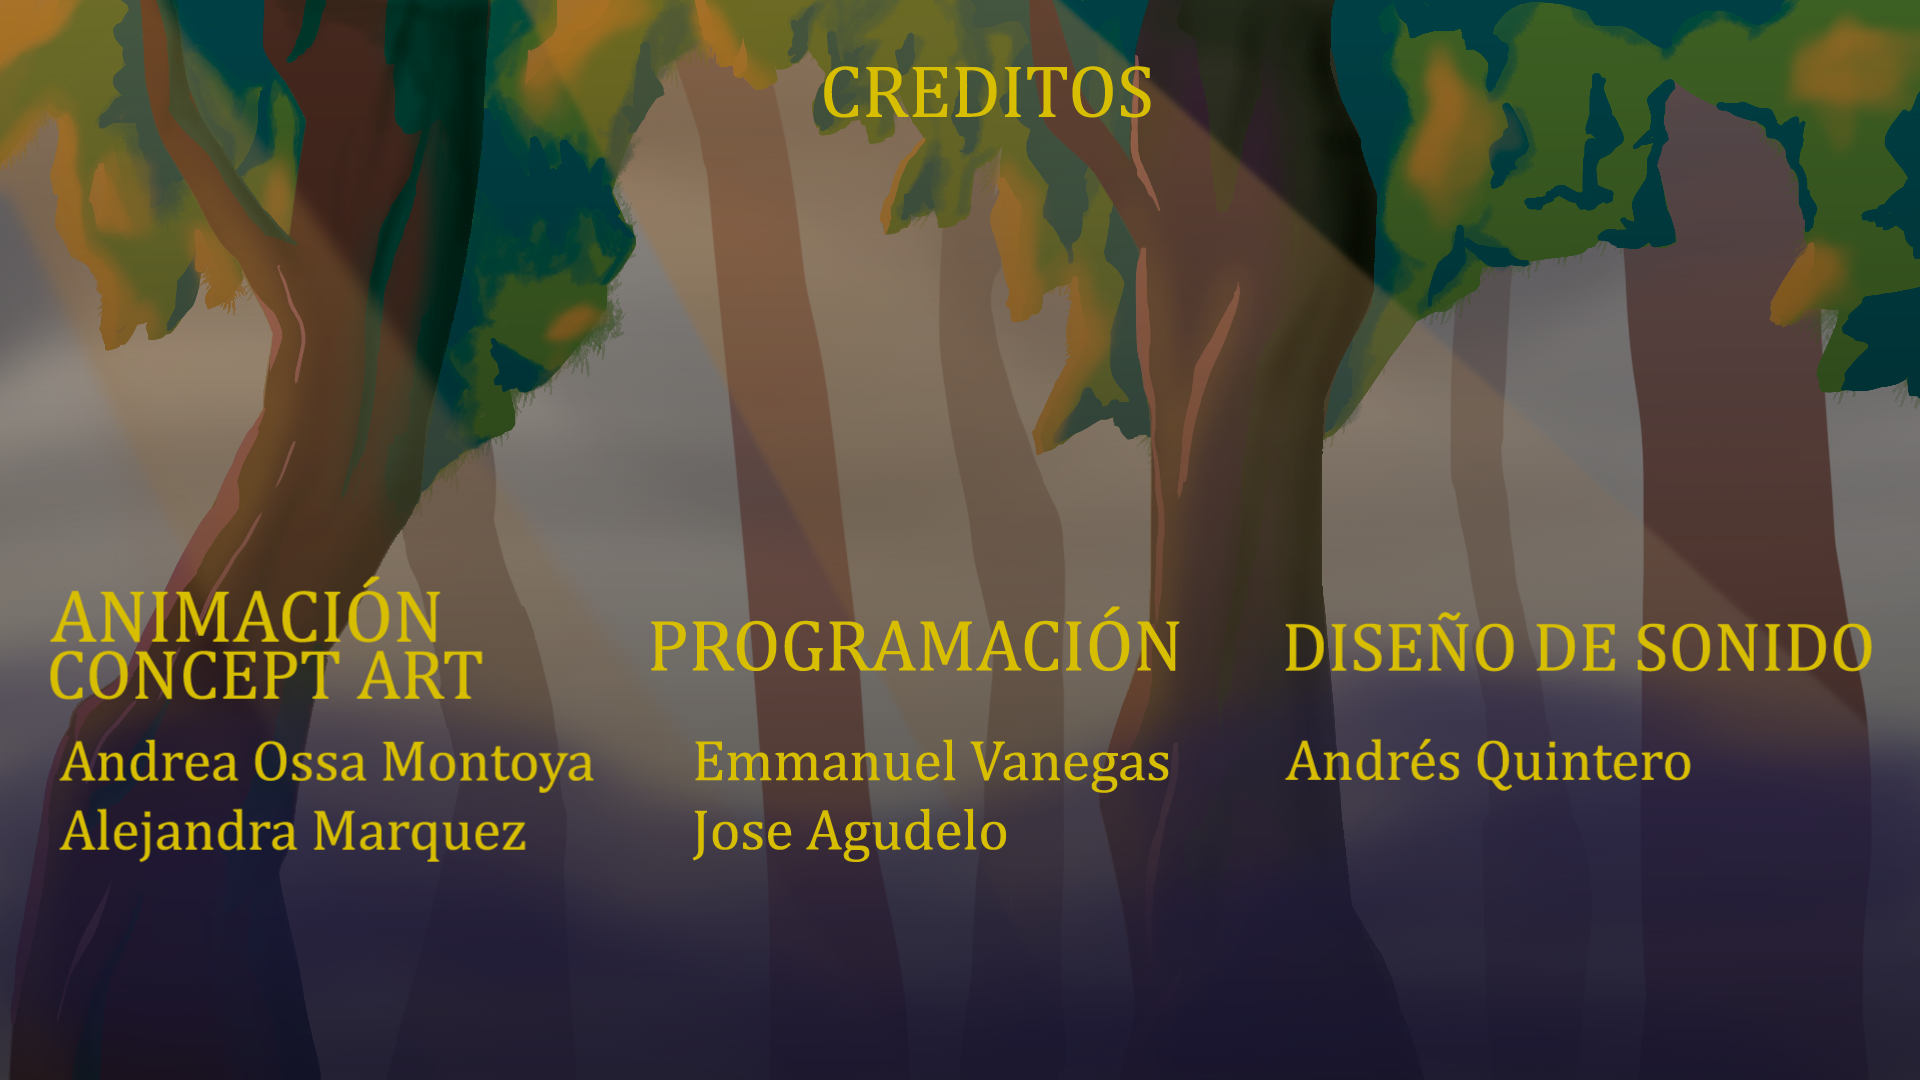 CREDITOS
ANIMACIÓN
CONCEPT ART
Andrea Ossa Montoya
Alejandra Marquez
PROGRAMACIÓN
Emmanuel Vanegas
Jose Agudelo
DISEÑO DE SONIDO
Andrés Quintero